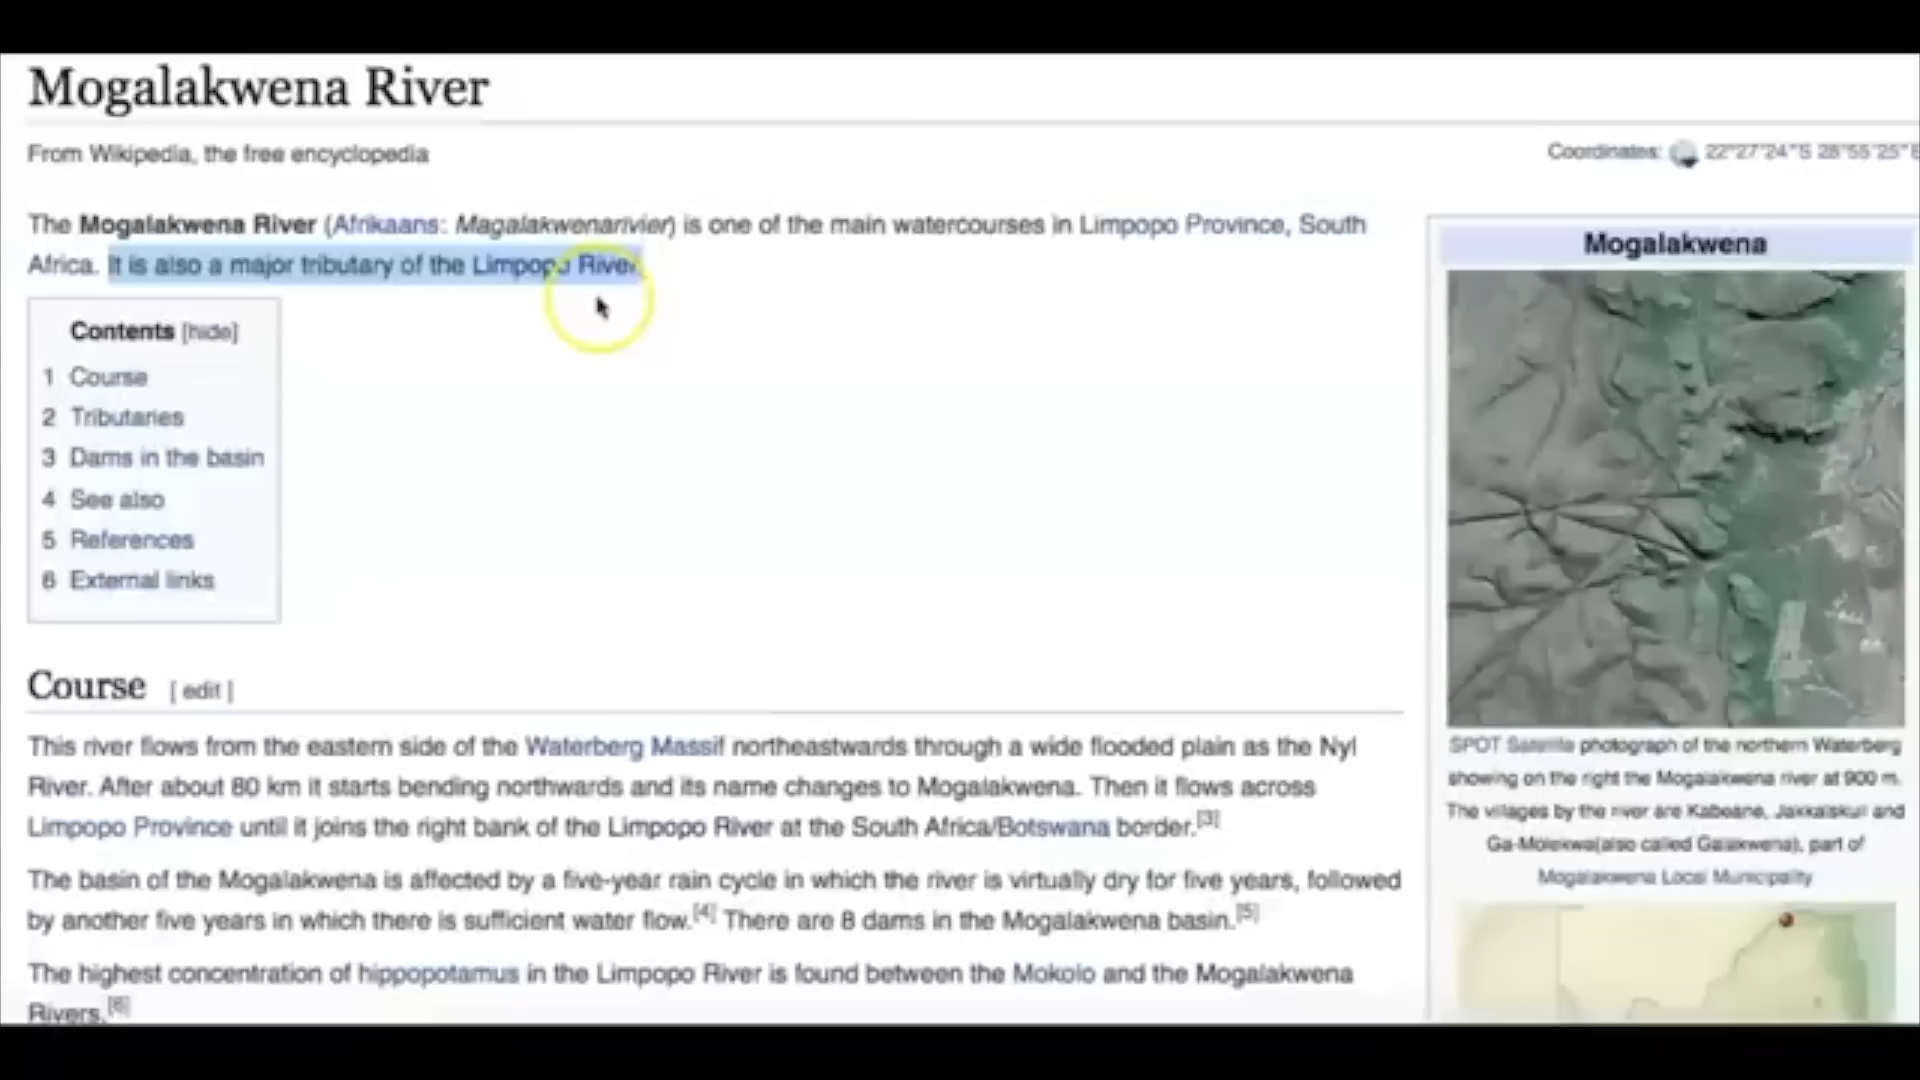 Mogalakwena River
From Wikipedia, the free encyclopedia
Coordinates: 22°27′24″S 28°55′25″E
The Mogalakwena River (Afrikaans: Magalakwenarivier) is one of the main watercourses in Limpopo Province, South
Africa. It is also a major tributary of the Limpopo River.
Contents [hide]
1 Course
2 Tributaries
3 Dams in the basin
4 See also
5 References
6 External links
Course [ edit ]
This river flows from the eastern side of the Waterberg Massif northeastwards through a wide flooded plain as the Nyl
River. After about 80 km it starts bending northwards and its name changes to Mogalakwena. Then it flows across
Limpopo Province until it joins the right bank of the Limpopo River at the South Africa/Botswana border.[3]
The basin of the Mogalakwena is affected by a five-year rain cycle in which the river is virtually dry for five years, followed
by another five years in which there is sufficient water flow.[4] There are 8 dams in the Mogalakwena basin.[5]
The highest concentration of hippopotamus in the Limpopo River is found between the Mokolo and the Mogalakwena
Rivers.[6]
Mogalakwena
SPOT Satellite photograph of the northern Waterberg
showing on the right the Mogalakwena river at 900 m.
The villages by the river are Kabeane, Jakkalskuil and
Ga-Molekwa(also called Galakwena), part of
Mogalakwena Local Municipality